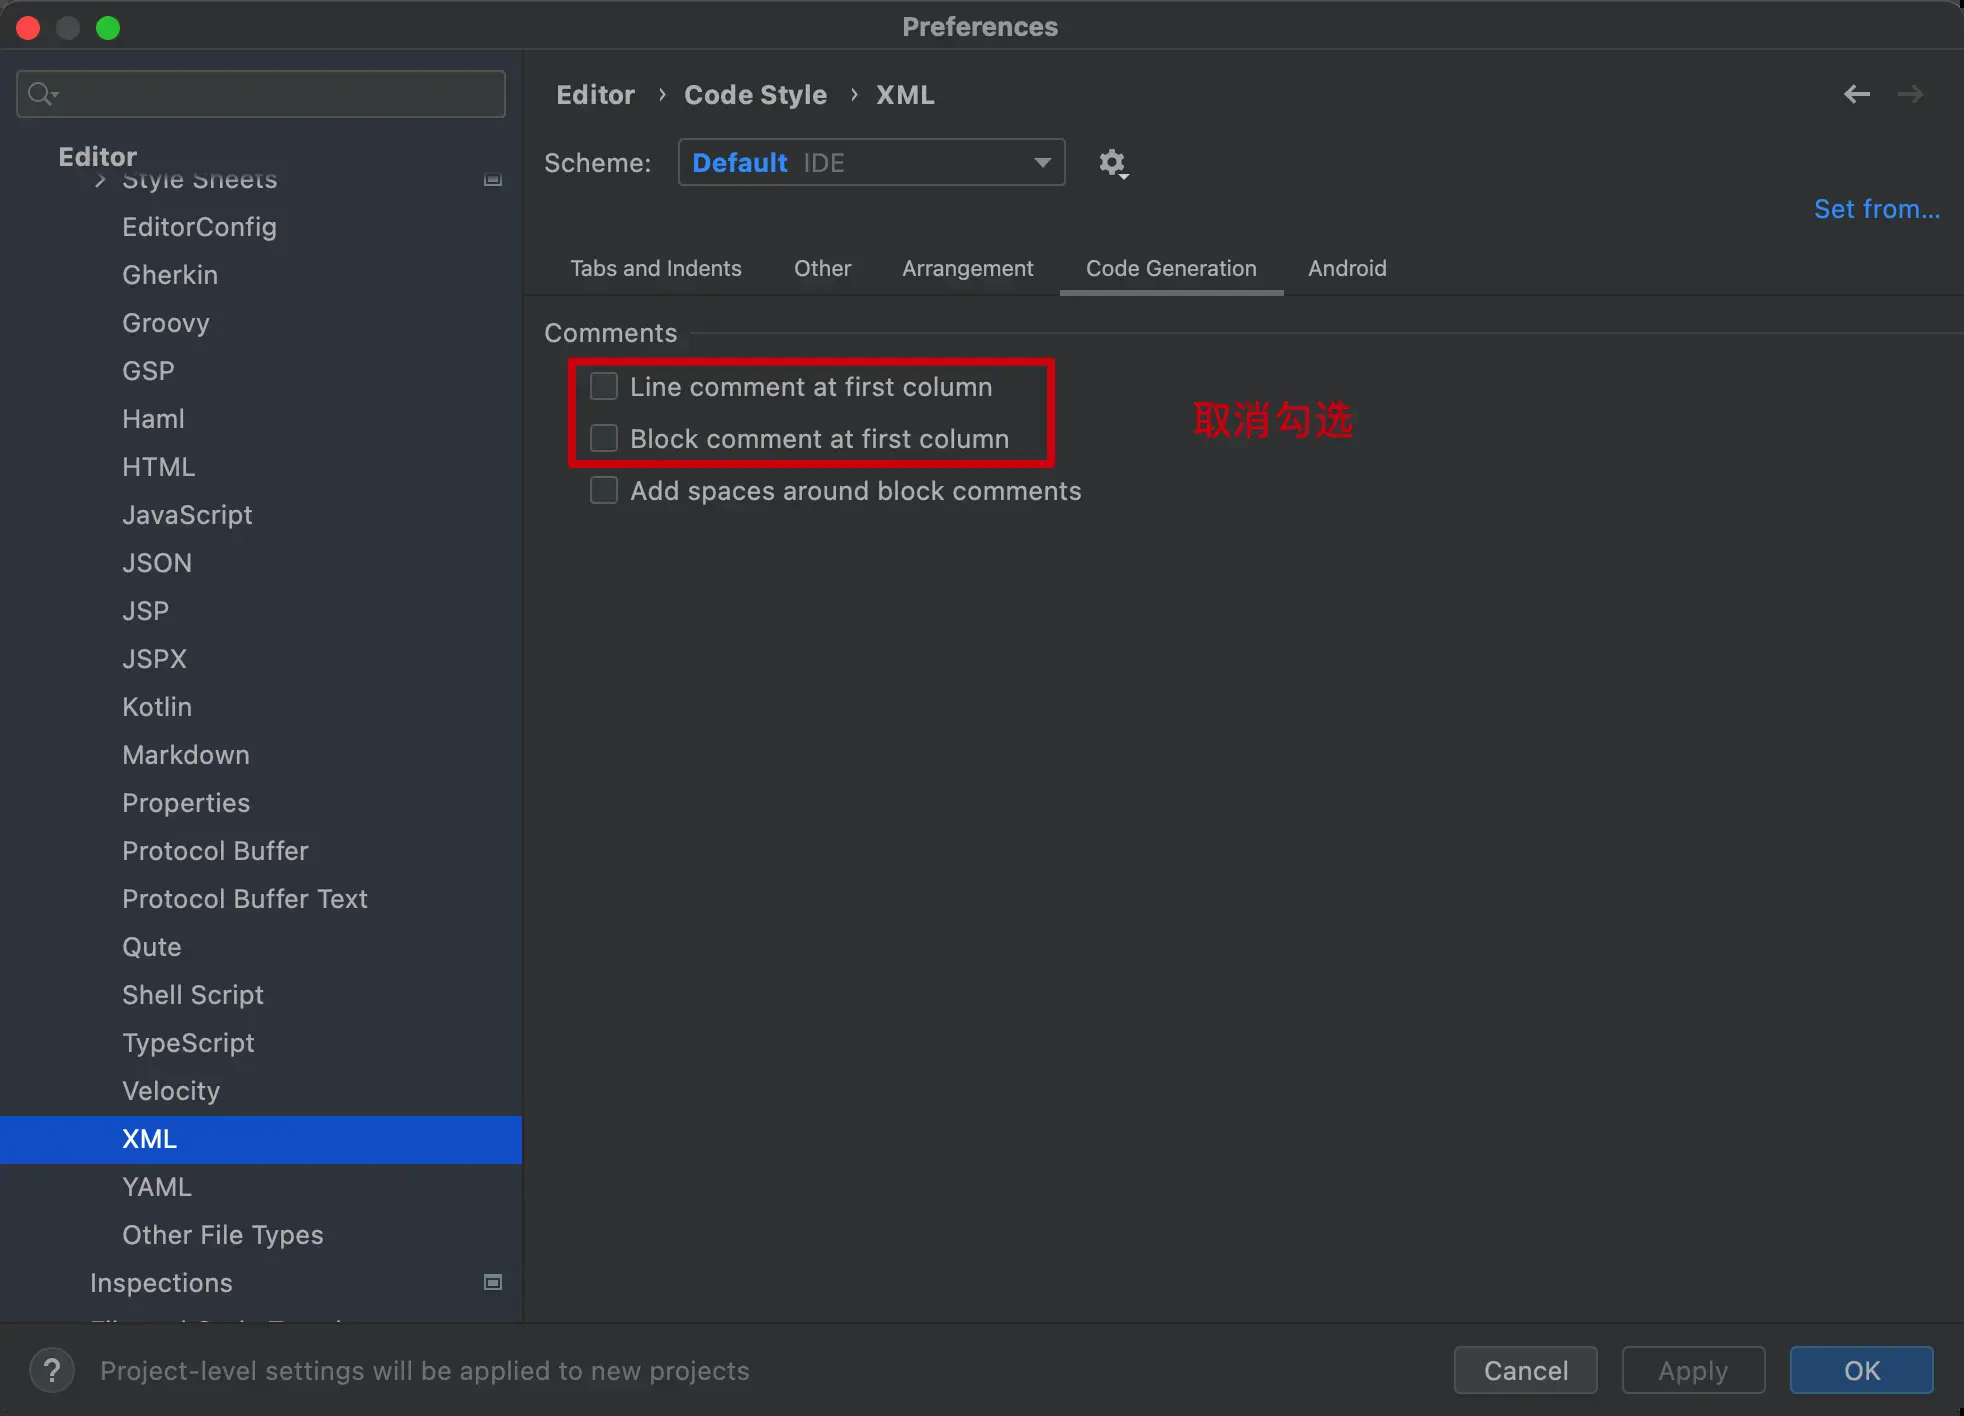 Preferences
Editor
Style Sheets
EditorConfig
Gherkin
Groovy
GSP
Haml
HTML
JavaScript
JSON
JSP
JSPX
Kotlin
Markdown
Properties
Protocol Buffer
Protocol Buffer Text
Qute
Shell Script
TypeScript
Velocity
XML
YAML
Other File Types
Inspections
Editor › Code Style › XML
Scheme: Default IDE
Set from...
Tabs and Indents Other Arrangement Code Generation Android
Comments
Line comment at first column
Block comment at first column
取消勾选
Add spaces around block comments
? Project-level settings will be applied to new projects
Cancel Apply OK